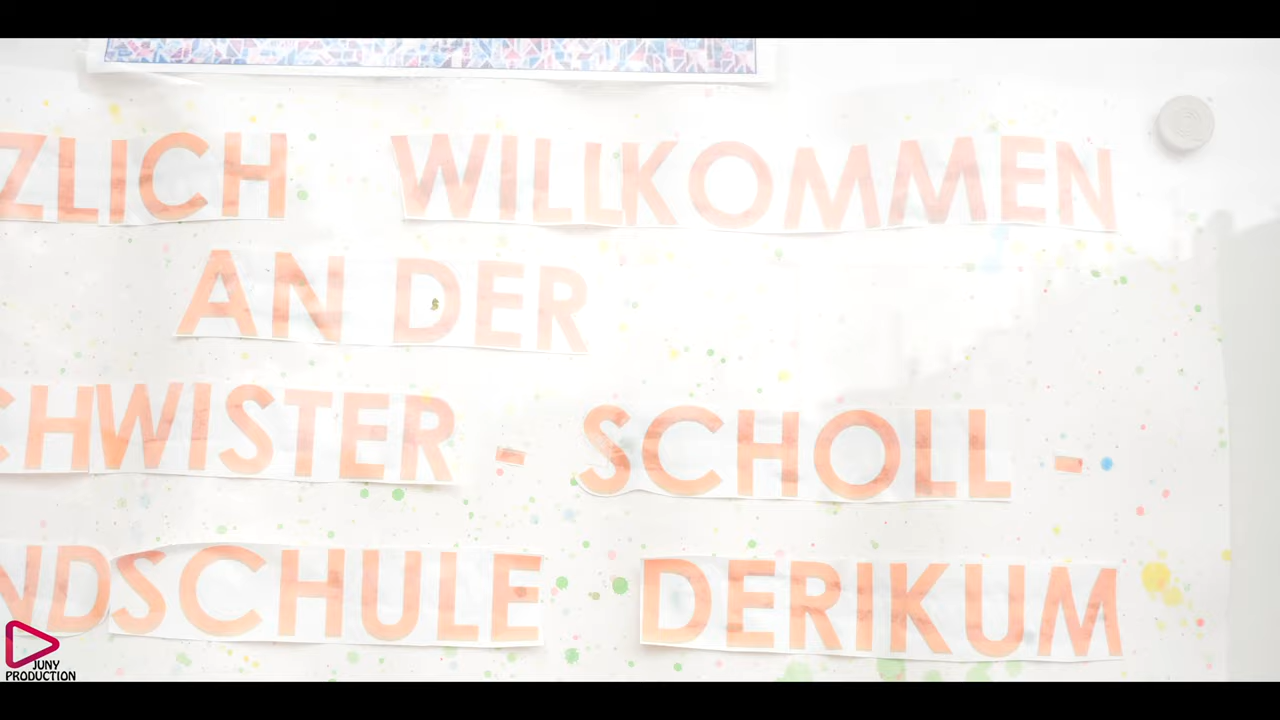 ZLICH WILLKOMMEN
AN DER
CHWISTER - SCHOLL -
NDSCHULE DERIKUM
JUNY
PRODUCTION